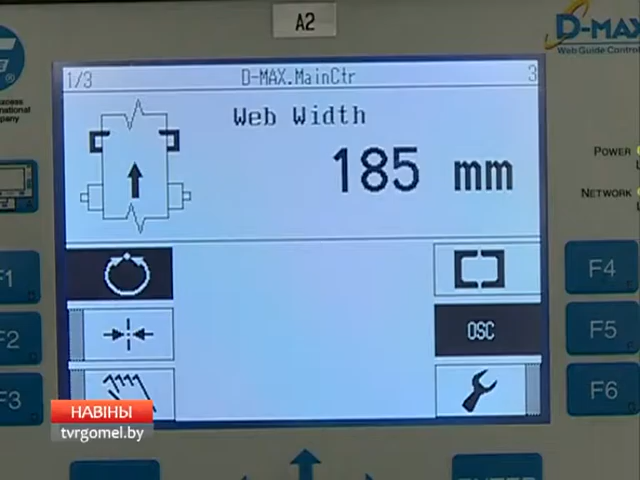 A2
D-MAX
Web Guide Control
1/3 D-MAX.MainCtr 3
Web Width
185 mm
POWER
NETWORK
F1
F4
F2
OSC
F5
F3
F6
НАВІНЫ
tvrgomel.by